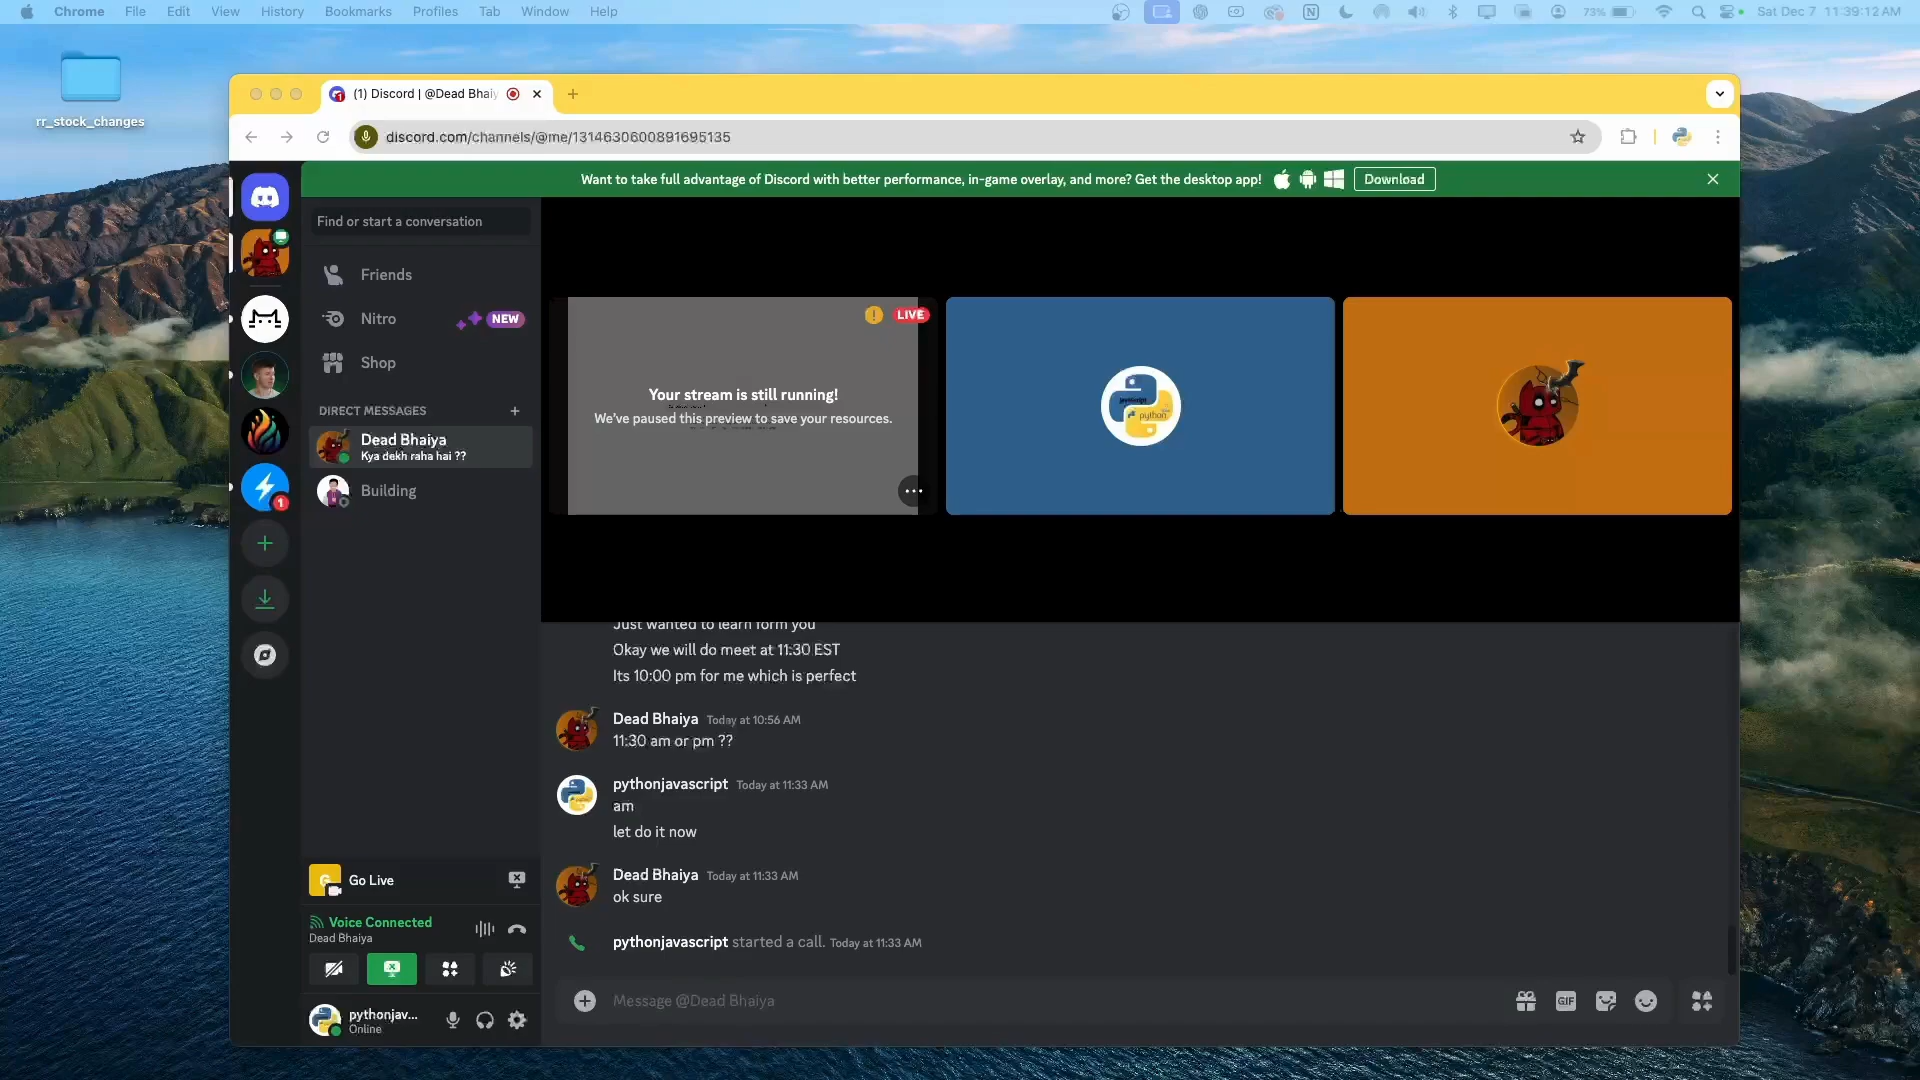 Chrome File Edit View History Bookmarks Profiles Tab Window Help
73% Sat Dec 7 11:39:12 AM
rr_stock_changes
(1) Discord | @Dead Bhaiy
discord.com/channels/@me/1314630600891695135
Want to take full advantage of Discord with better performance, in-game overlay, and more? Get the desktop app! Download
Find or start a conversation
Friends
Nitro NEW
Shop
DIRECT MESSAGES
Dead Bhaiya
Kya dekh raha hai ??
Building
1
LIVE
Your stream is still running!
We've paused this preview to save your resources.
Just wanted to learn form you
Okay we will do meet at 11:30 EST
Its 10:00 pm for me which is perfect
Dead Bhaiya Today at 10:56 AM
11:30 am or pm ??
pythonjavascript Today at 11:33 AM
am
let do it now
Dead Bhaiya Today at 11:33 AM
ok sure
pythonjavascript started a call. Today at 11:33 AM
Message @Dead Bhaiya
GIF
G Go Live
Voice Connected
Dead Bhaiya
pythonjav...
Online